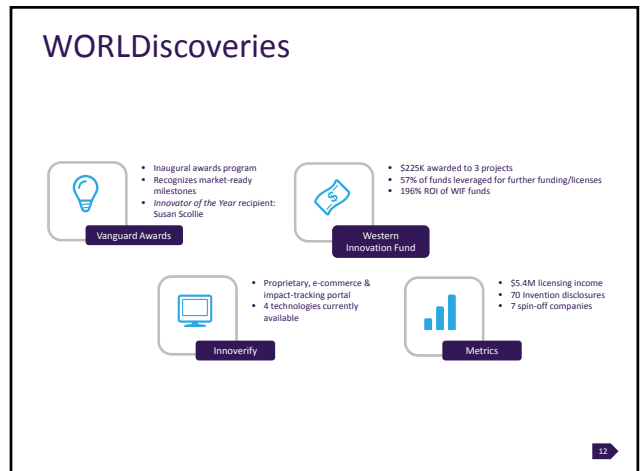 WORLDiscoveries
• Inaugural awards program
• Recognizes market-ready
milestones
• Innovator of the Year recipient:
Susan Scollie
Vanguard Awards
• $225K awarded to 3 projects
• 57% of funds leveraged for further funding/licenses
• 196% ROI of WIF funds
$
Western
Innovation Fund
• Proprietary, e-commerce &
impact-tracking portal
• 4 technologies currently
available
Innoverify
• $5.4M licensing income
• 70 Invention disclosures
• 7 spin-off companies
Metrics
12